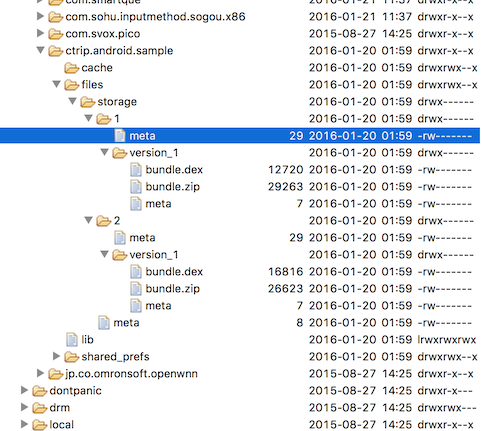 com.smartque 2016-01-21 11:37 drwxr-x--x
com.sohu.inputmethod.sogou.x86 2016-01-21 11:37 drwxr-x--x
com.svox.pico 2015-08-27 14:25 drwxr-x--x
ctrip.android.sample 2016-01-20 01:59 drwxr-x--x
cache 2016-01-20 01:59 drwxrwx--x
files 2016-01-20 01:59 drwxrwx--x
storage 2016-01-20 01:59 drwx------
1 2016-01-20 01:59 drwx------
meta 29 2016-01-20 01:59 -rw-------
version_1 2016-01-20 01:59 drwx------
bundle.dex 12720 2016-01-20 01:59 -rw-------
bundle.zip 29263 2016-01-20 01:59 -rw-------
meta 7 2016-01-20 01:59 -rw-------
2 2016-01-20 01:59 drwx------
meta 29 2016-01-20 01:59 -rw-------
version_1 2016-01-20 01:59 drwx------
bundle.dex 16816 2016-01-20 01:59 -rw-------
bundle.zip 26623 2016-01-20 01:59 -rw-------
meta 7 2016-01-20 01:59 -rw-------
meta 8 2016-01-20 01:59 -rw-------
lib 2016-01-20 01:59 lrwxrwxrwx
shared_prefs 2016-01-20 01:59 drwxrwx--x
jp.co.omronsoft.openwnn 2015-08-27 14:25 drwxr-x--x
dontpanic 2015-08-27 14:25 drwxr-x---
drm 2015-08-27 14:25 drwxrwx---
local 2015-08-27 14:25 drwxr-x--x